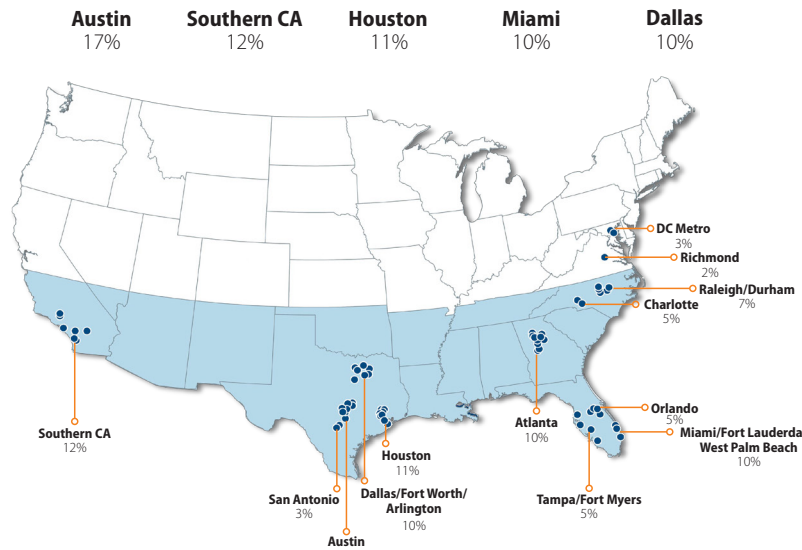 Austin
17%
Southern CA
12%
Houston
11%
Miami
10%
Dallas
10%
DC Metro
3%
Richmond
2%
Raleigh/Durham
7%
Charlotte
5%
Orlando
5%
Miami/Fort Lauderda
West Palm Beach
10%
Atlanta
10%
Tampa/Fort Myers
5%
Southern CA
12%
Houston
11%
Dallas/Fort Worth/
Arlington
10%
San Antonio
3%
Austin